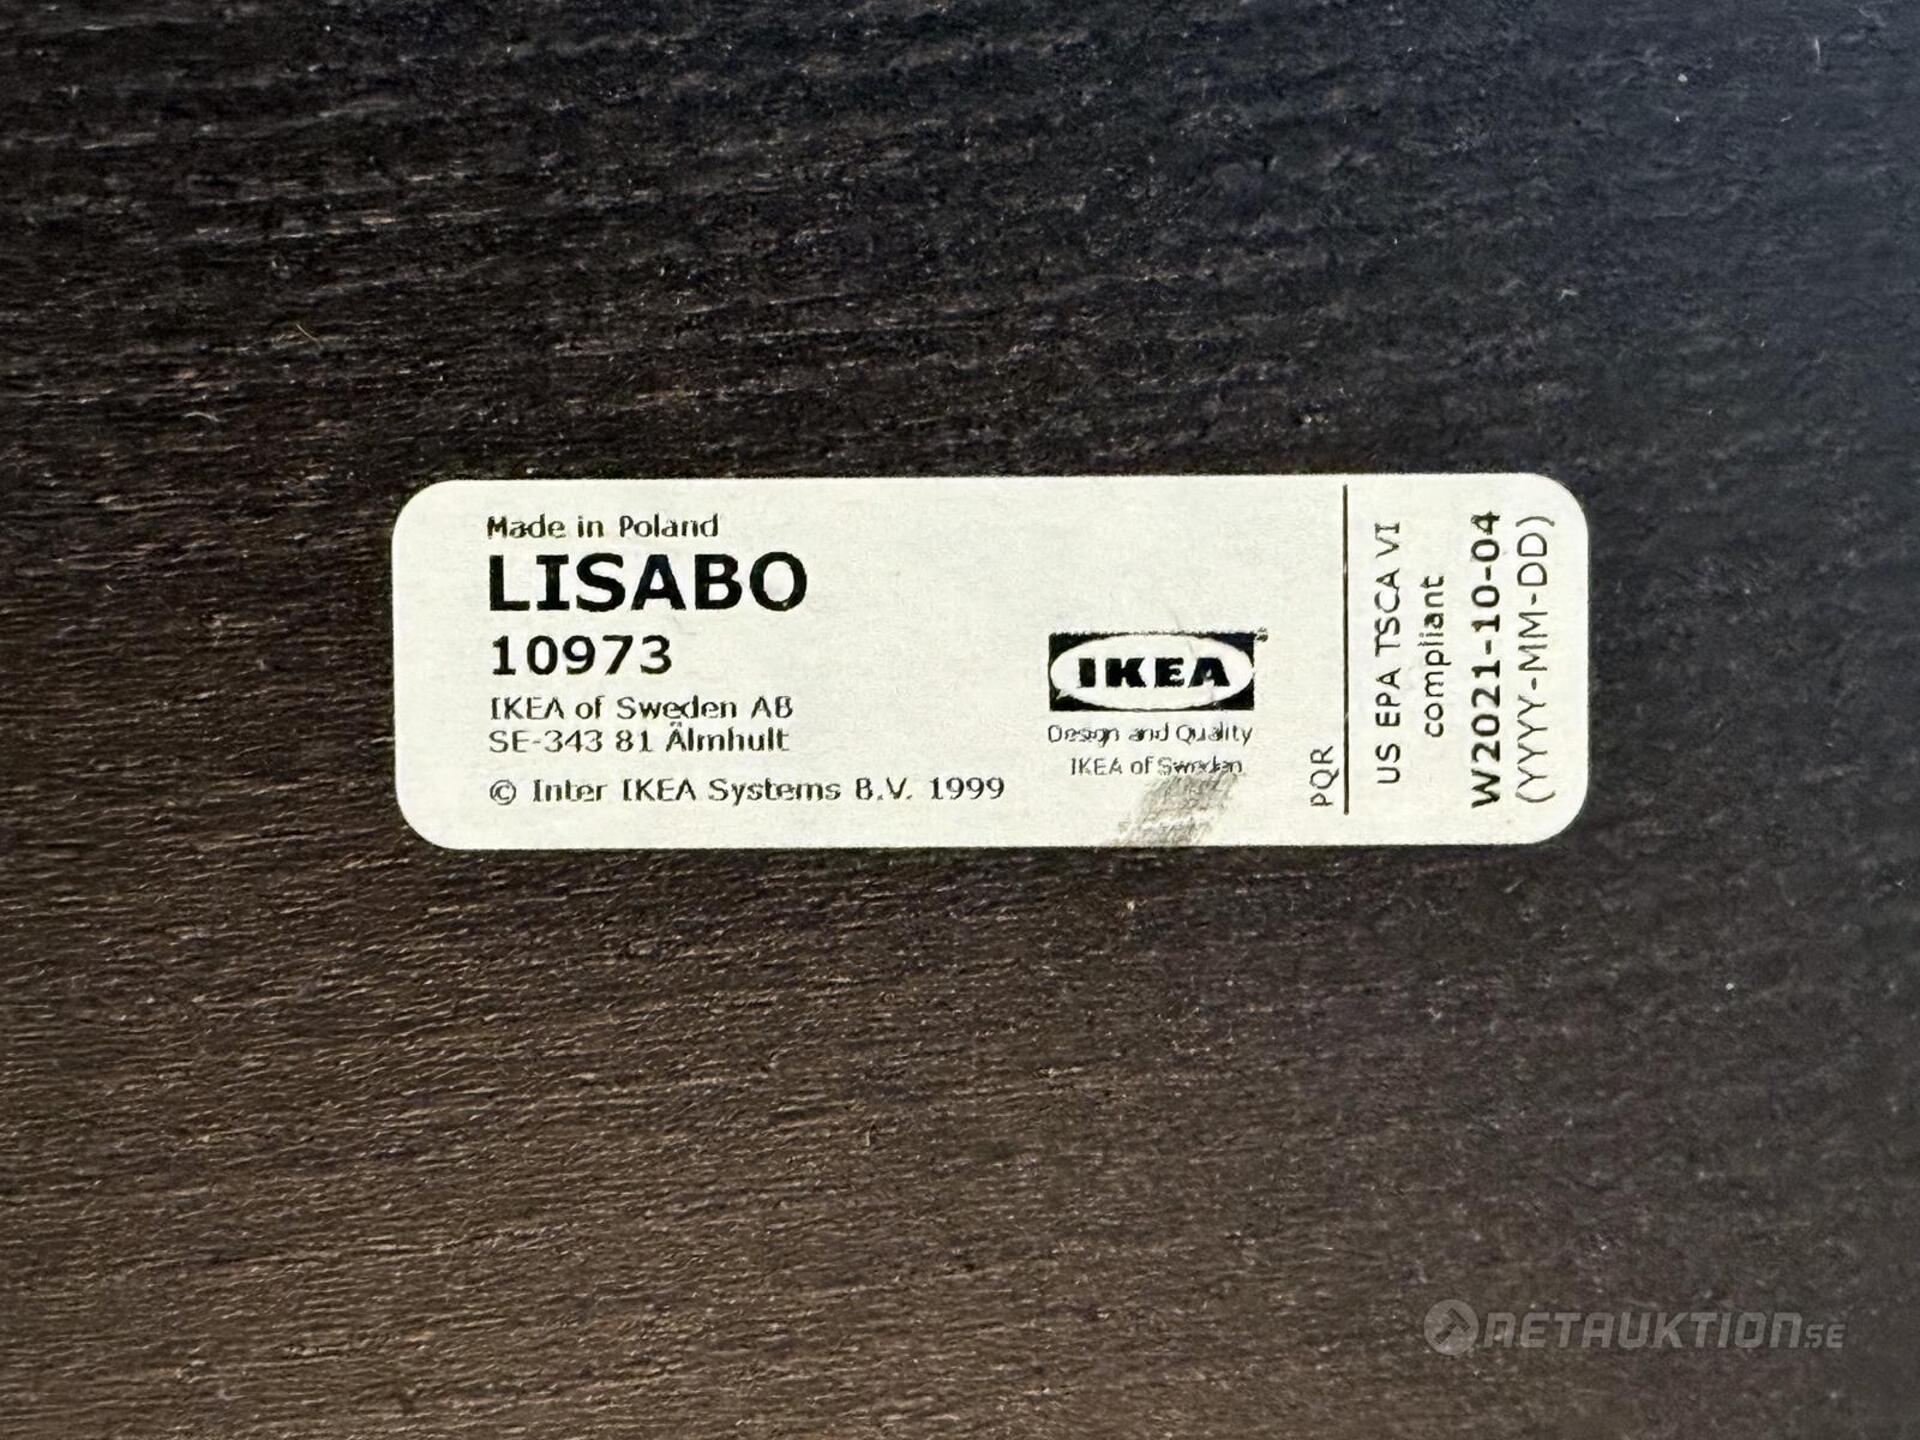 Made in Poland
LISABO
10973
IKEA of Sweden AB
SE-343 81 Älmhult
© Inter IKEA Systems B.V. 1999
IKEA®
Design and Quality
IKEA of Sweden
PQR
US EPA TSCA VI
compliant
W2021-10-04
(YYYY-MM-DD)
NETAUKTION.SE